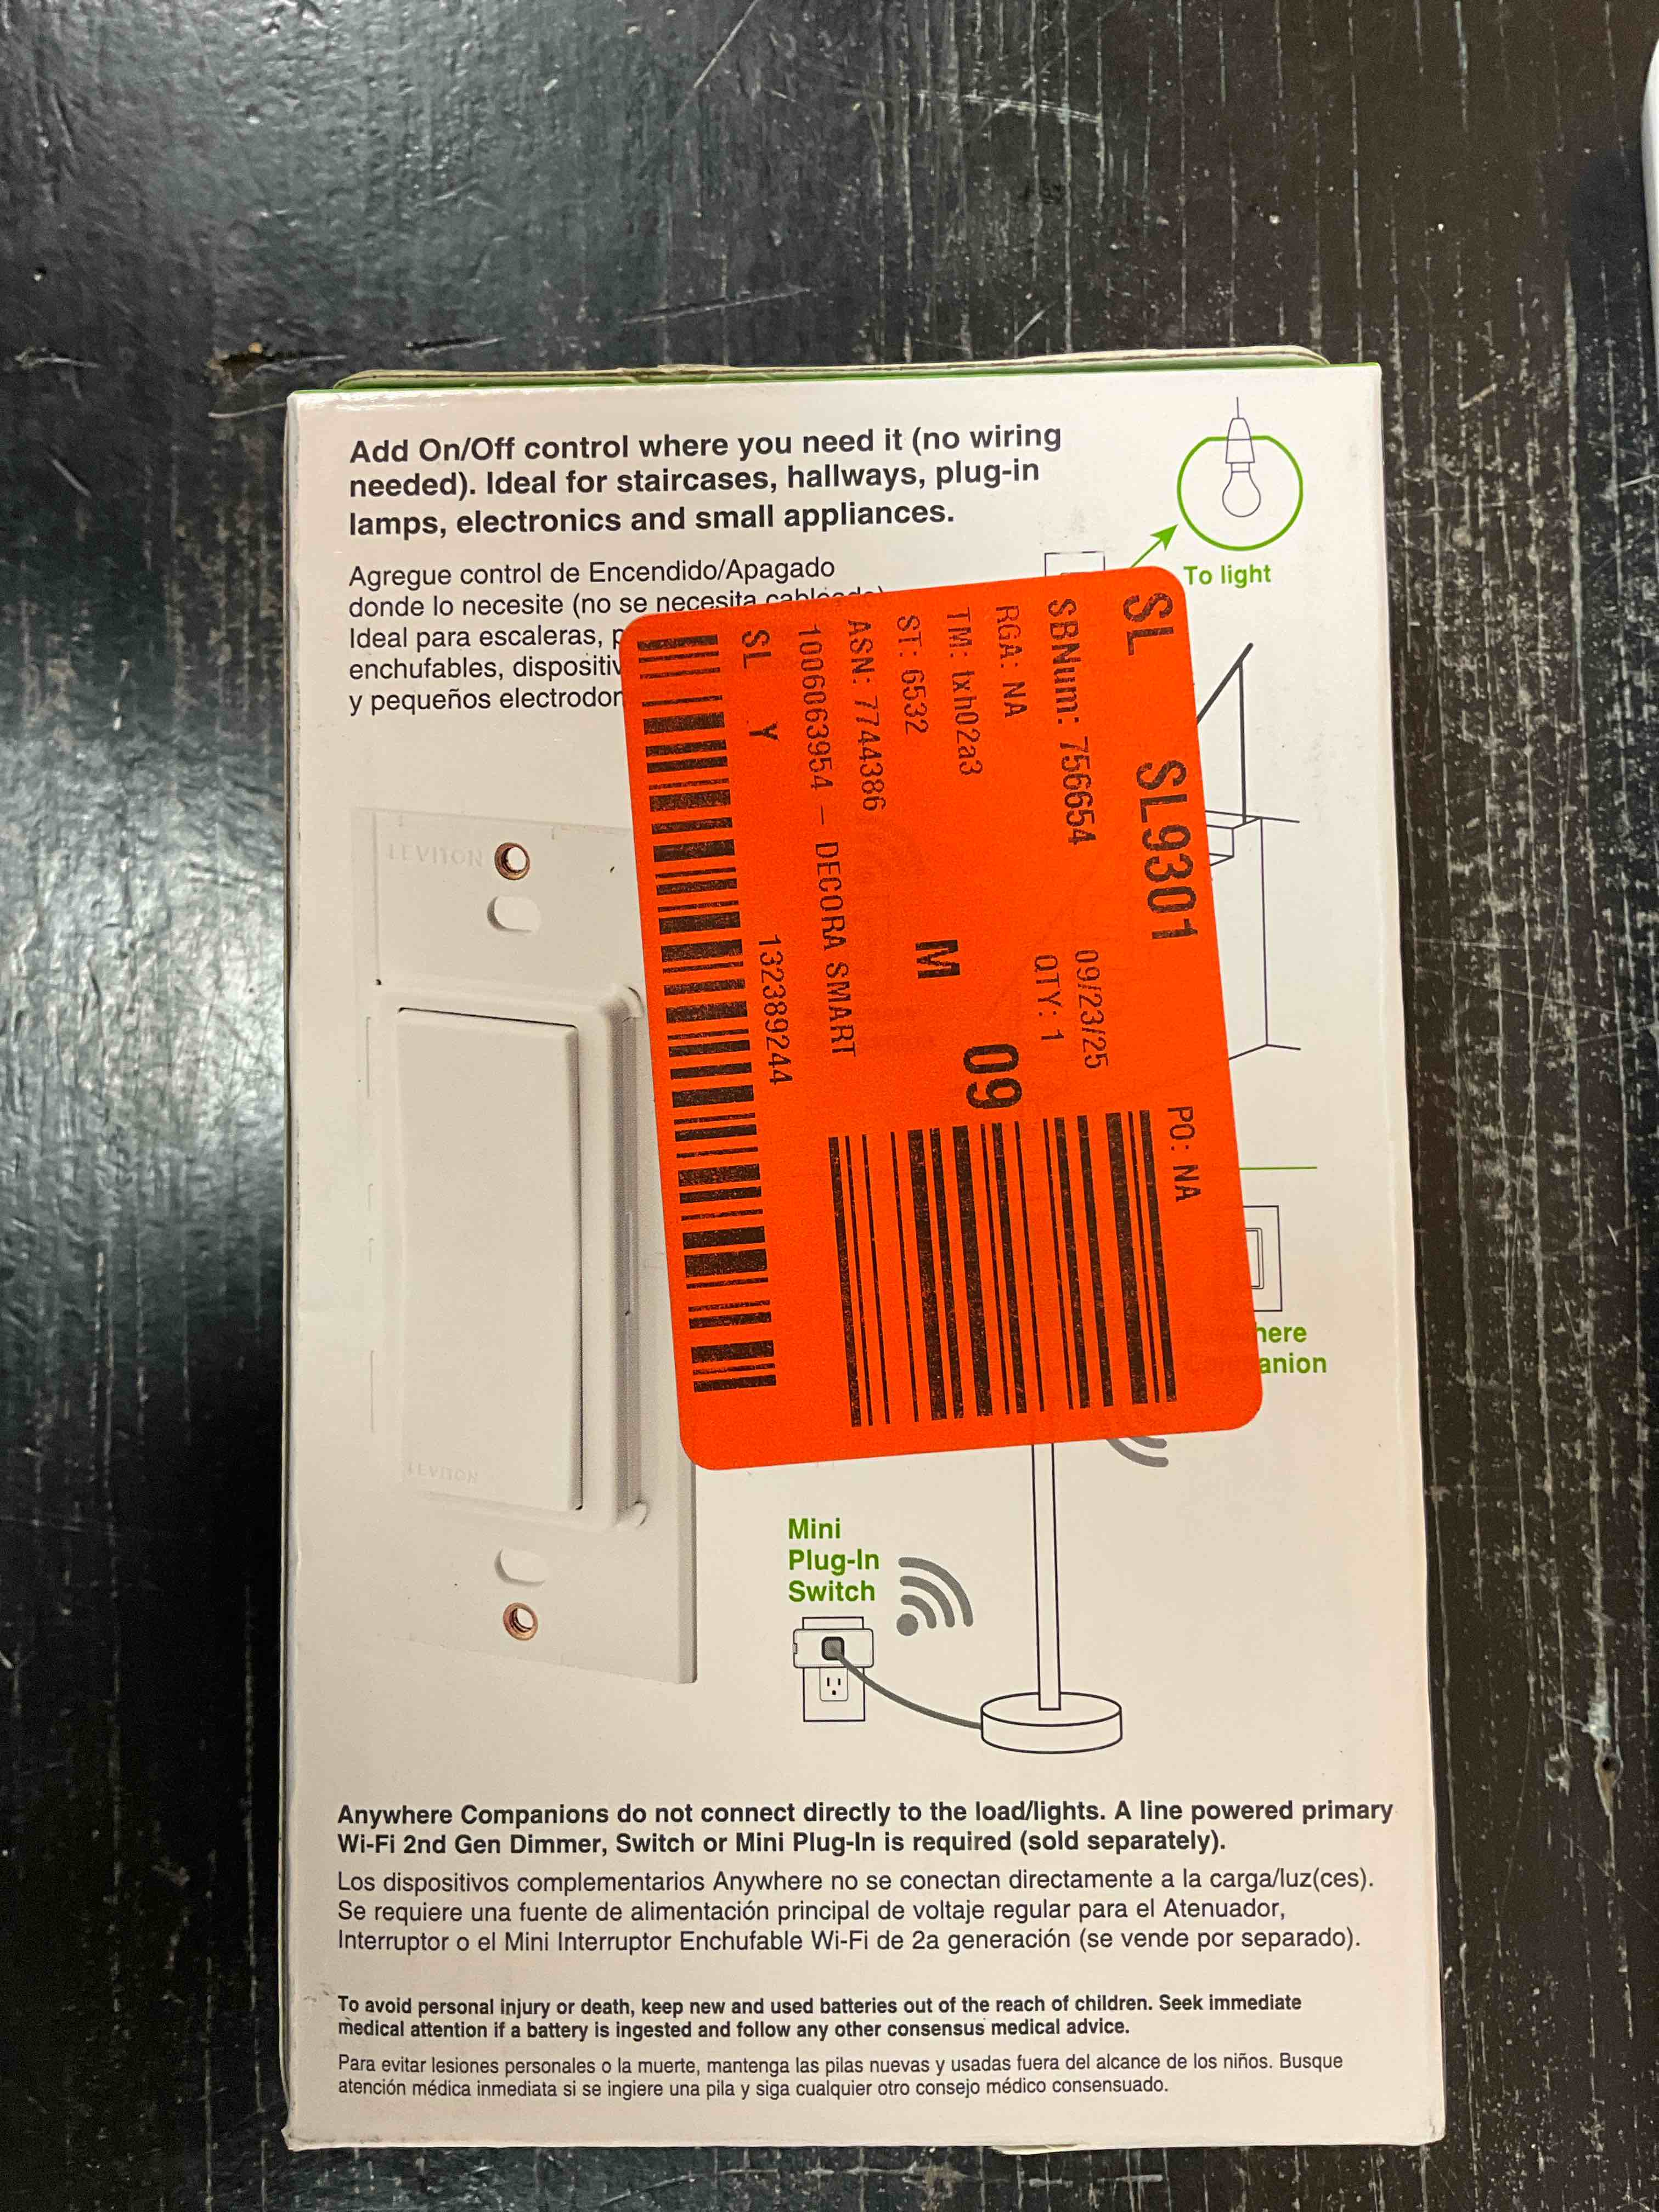 Add On/Off control where you need it (no wiring
needed). Ideal for staircases, hallways, plug-in
lamps, electronics and small appliances.
Agregue control de Encendido/Apagado
donde lo necesite (no se necesita cableado)
Ideal para escaleras,
enchufables,
y pequeños
To light
SL SL9301 PO: NA
SBNum: 756654 09/23/25
RGA: NA QTY: 1
TM: txh02a3 09
ST: 6532 M
ASN: 7744386
1006063954 – DECORA SMART
SL Y 132389244
LEVITON
LEVITON
Mini
Plug-In
Switch
Anywhere Companions do not connect directly to the load/lights. A line powered primary
Wi-Fi 2nd Gen Dimmer, Switch or Mini Plug-In is required (sold separately).
Los dispositivos complementarios Anywhere no se conectan directamente a la carga/luz(ces).
Se requiere una fuente de alimentación principal de voltaje regular para el Atenuador,
Interruptor o el Mini Interruptor Enchufable Wi-Fi de 2a generación (se vende por separado).
To avoid personal injury or death, keep new and used batteries out of the reach of children. Seek immediate
medical attention if a battery is ingested and follow any other consensus medical advice.
Para evitar lesiones personales o la muerte, mantenga las pilas nuevas y usadas fuera del alcance de los niños. Busque
atención médica inmediata si se ingiere una pila y siga cualquier otro consejo médico consensuado.